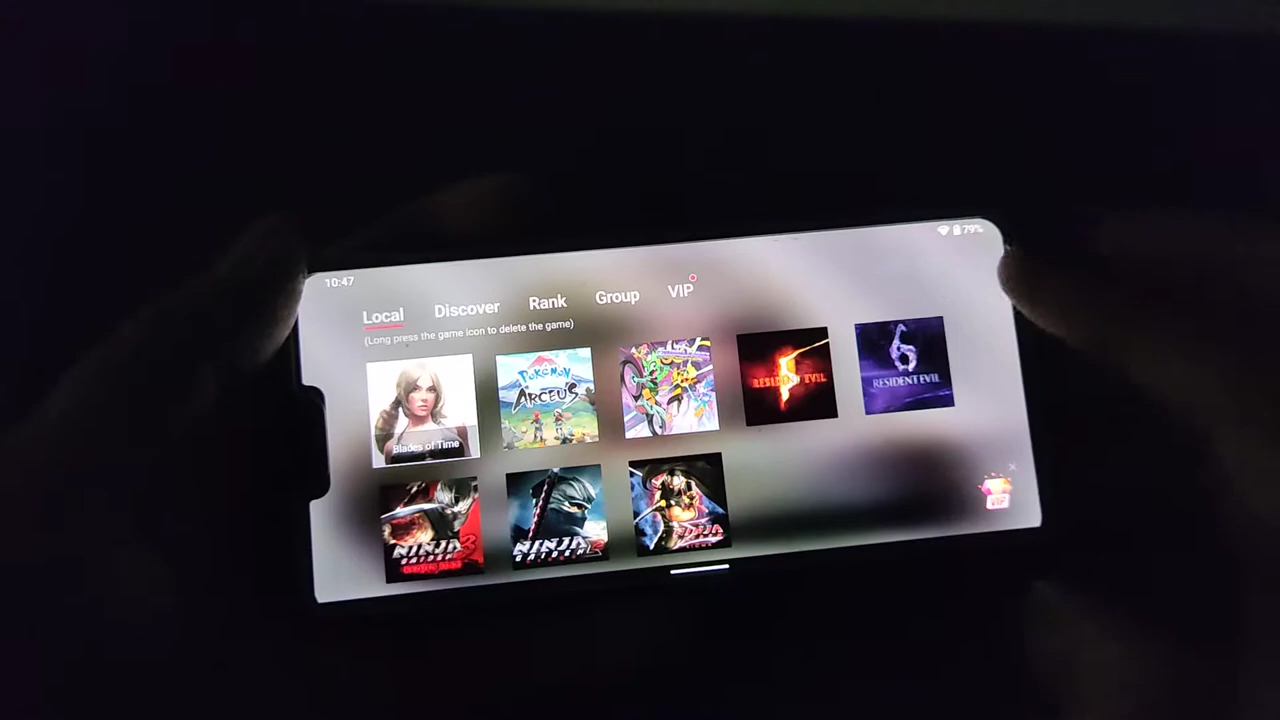 10:47
79%
Local Discover Rank Group VIP
(Long press the game icon to delete the game)
Blades of Time
POKÉMON
ARCEUS
RESIDENT EVIL
6
RESIDENT EVIL
NINJA
GAIDEN 3
NINJA
GAIDEN 2
NINJA
VIP